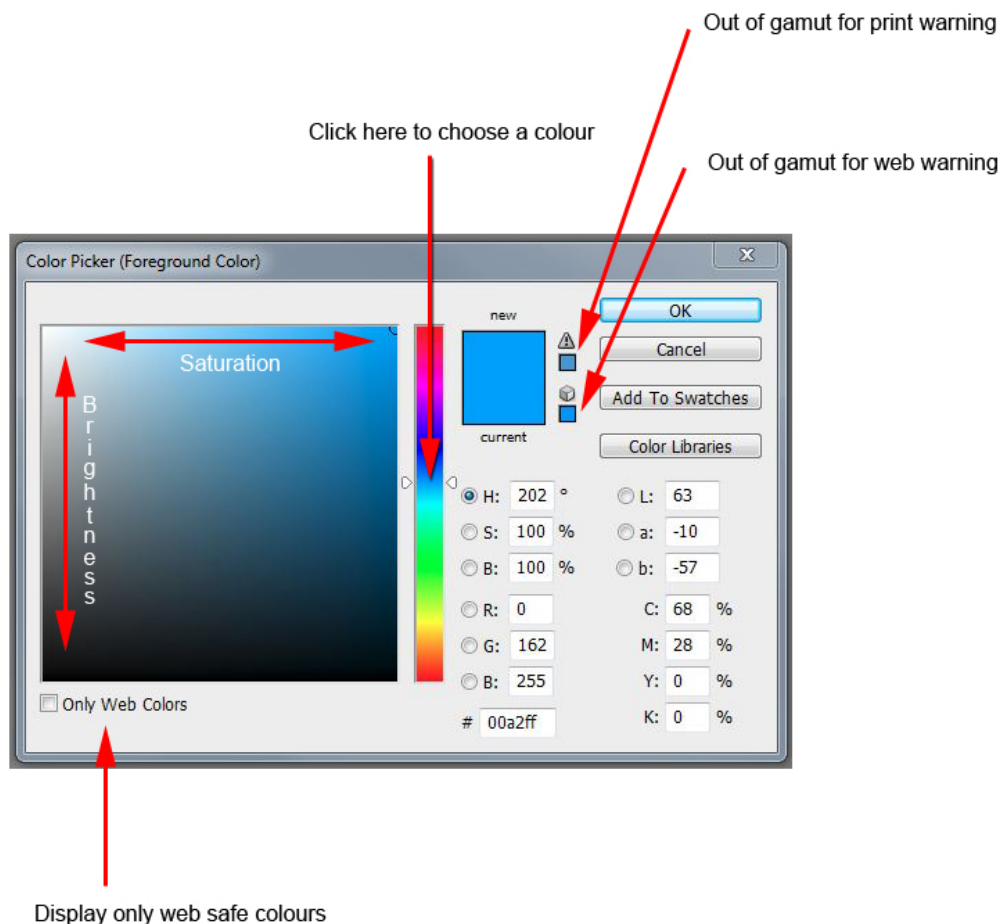 Out of gamut for print warning
Click here to choose a colour
Out of gamut for web warning
Color Picker (Foreground Color)
new
OK
Saturation
Cancel
Brightness
Add To Swatches
current
Color Libraries
H: 202 °
L: 63
S: 100 %
a: -10
B: 100 %
b: -57
R: 0
C: 68 %
G: 162
M: 28 %
B: 255
Y: 0 %
Only Web Colors
# 00a2ff
K: 0 %
Display only web safe colours